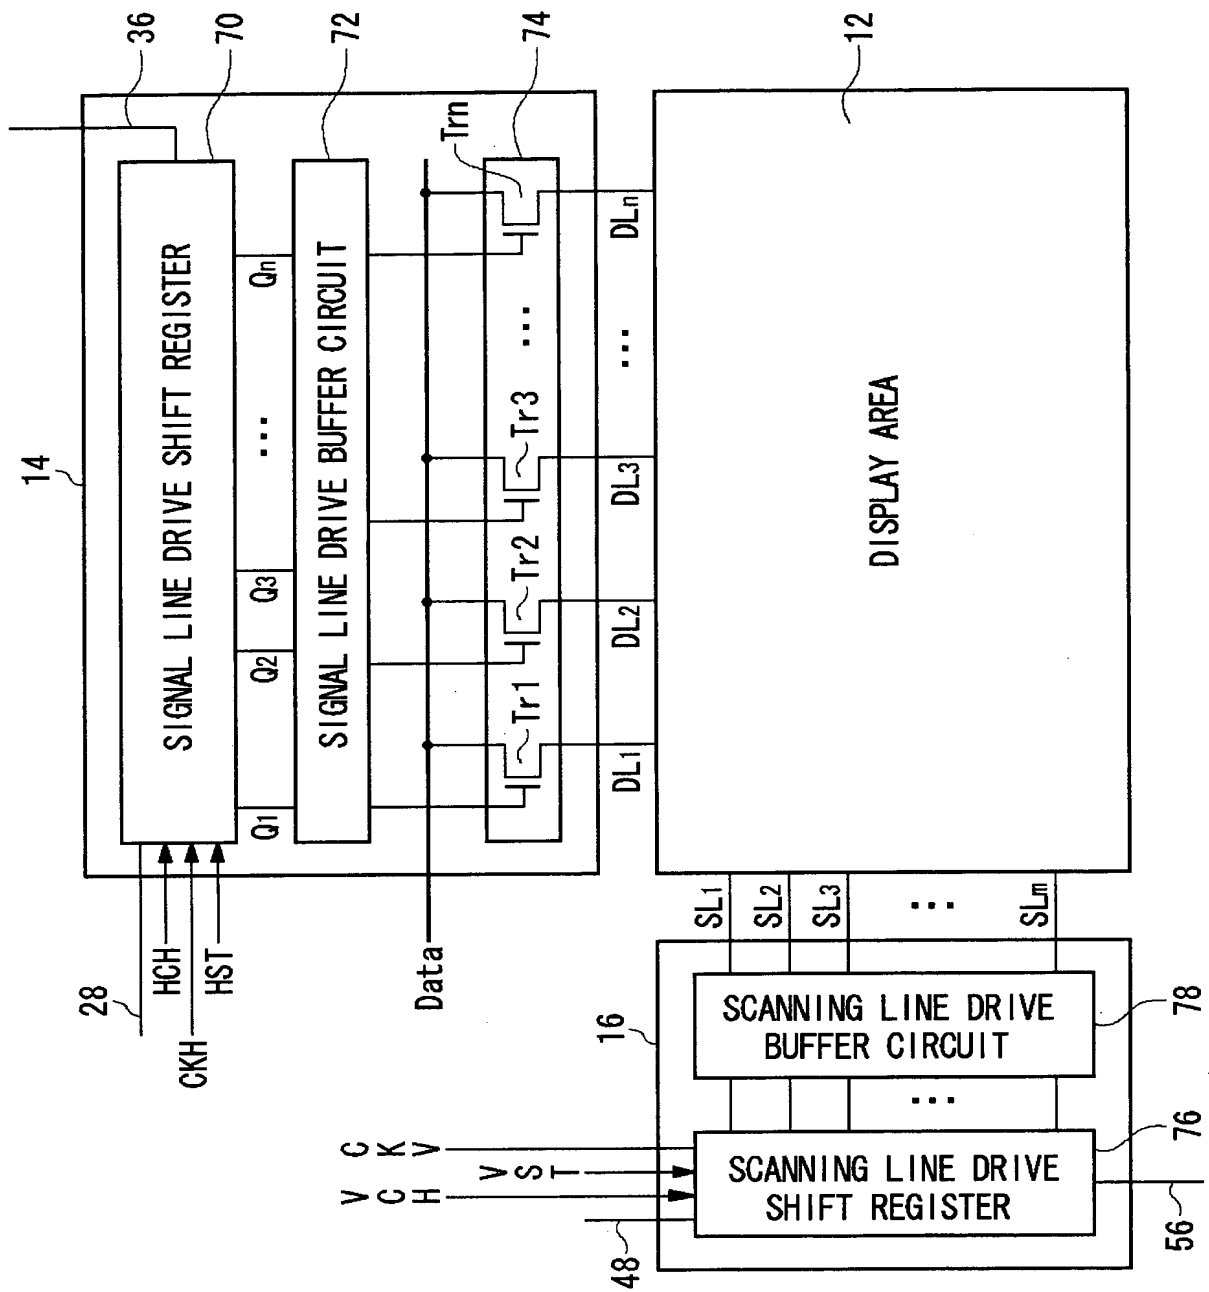 36
70
72
74
12
14
SIGNAL LINE DRIVE SHIFT REGISTER
Q1
Q2
Q3
...
Qn
SIGNAL LINE DRIVE BUFFER CIRCUIT
28
HCH
CKH
HST
Data
Tr1
Tr2
Tr3
...
Trn
DL1
DL2
DL3
...
DLn
DISPLAY AREA
SL1
SL2
SL3
...
SLm
16
SCANNING LINE DRIVE
BUFFER CIRCUIT
78
...
CKV
VST
VCH
48
SCANNING LINE DRIVE
SHIFT REGISTER
76
56